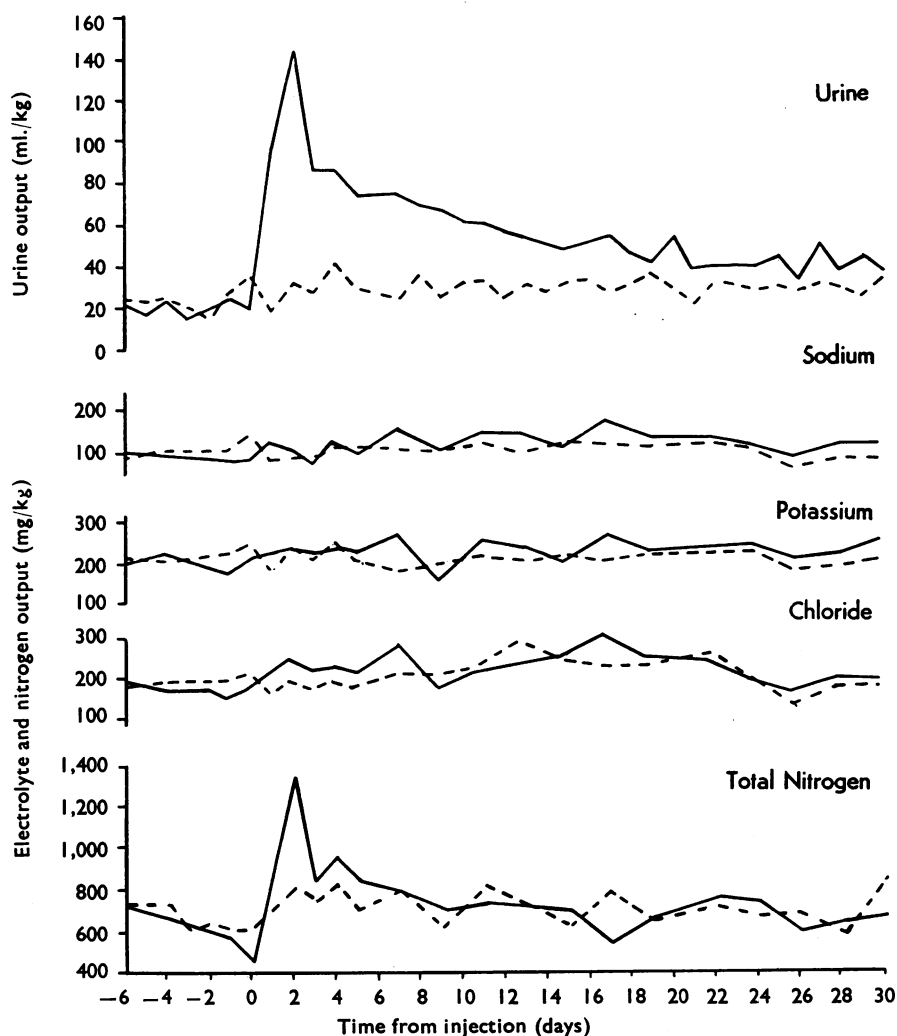 160
140
120
100
80
60
40
20
0
Urine output (ml./kg)
Urine
Sodium
200
100
Electrolyte and nitrogen output (mg/kg)
Potassium
300
200
100
Chloride
300
200
100
Total Nitrogen
1,400
1,200
1,000
800
600
400
−6 −4 −2 0 2 4 6 8 10 12 14 16 18 20 22 24 26 28 30
Time from injection (days)